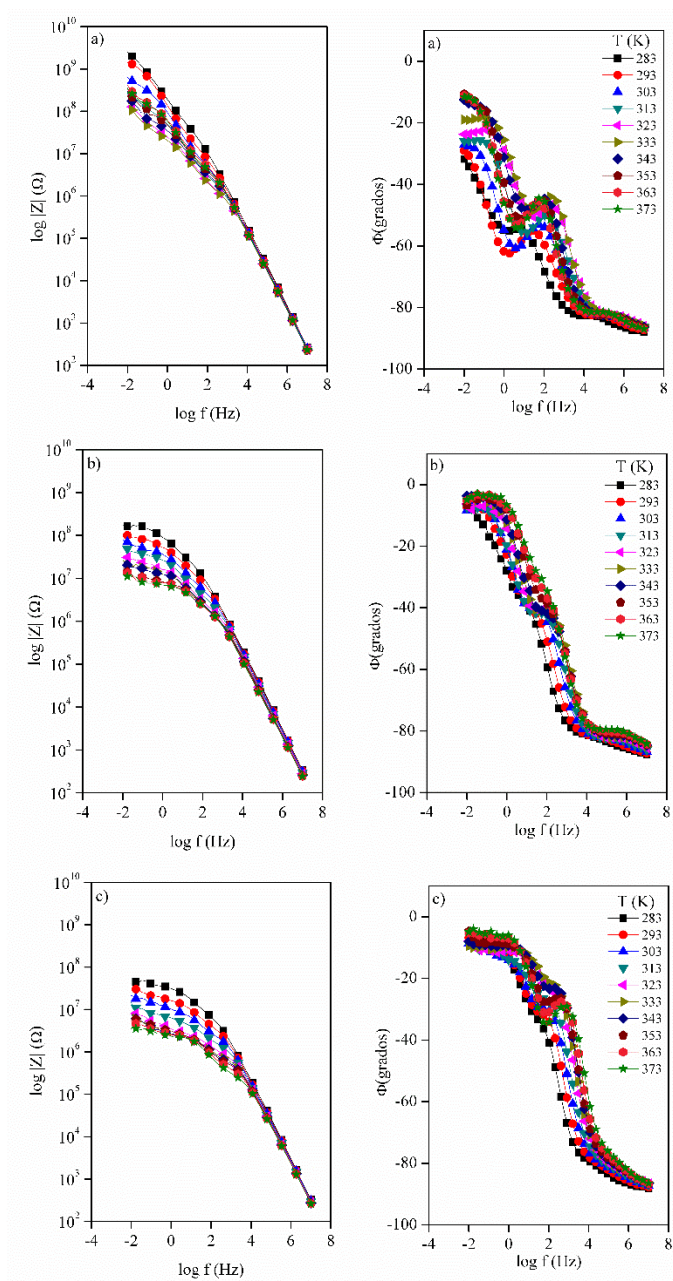 a)
10^10
10^9
10^8
10^7
10^6
10^5
10^4
10^3
-4 -2 0 2 4 6 8
log |Z| (Ω)
log f (Hz)
a)
T (K)
283
293
303
313
323
333
343
353
363
373
0
-20
-40
-60
-80
-100
-4 -2 0 2 4 6 8
Φ(grados)
log f (Hz)
b)
10^10
10^9
10^8
10^7
10^6
10^5
10^4
10^3
10^2
-4 -2 0 2 4 6 8
log |Z| (Ω)
log f (Hz)
b)
T (K)
283
293
303
313
323
333
343
353
363
373
0
-20
-40
-60
-80
-100
-4 -2 0 2 4 6 8
Φ(grados)
log f (Hz)
c)
10^10
10^9
10^8
10^7
10^6
10^5
10^4
10^3
10^2
-4 -2 0 2 4 6 8
log |Z| (Ω)
log f (Hz)
c)
T (K)
283
293
303
313
323
333
343
353
363
373
0
-20
-40
-60
-80
-100
-4 -2 0 2 4 6 8
Φ(grados)
log f (Hz)